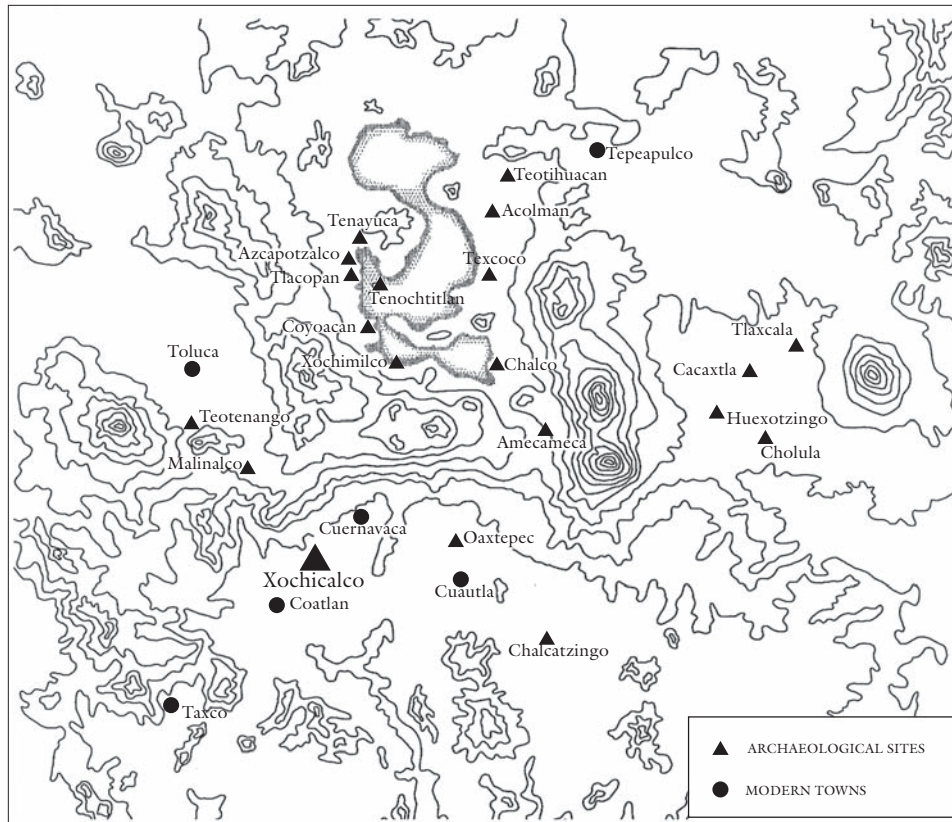 Tepeapulco
Teotihuacan
Acolman
Tenayuca
Azcapotzalco
Texcoco
Tlacopan
Tenochtitlan
Coyoacan
Tlaxcala
Xochimilco
Chalco
Toluca
Cacaxtla
Teotenango
Huexotzingo
Amecameca
Cholula
Malinalco
Cuernavaca
Oaxtepec
Xochicalco
Cuautla
Coatlan
Chalcatzingo
Taxco
ARCHAEOLOGICAL SITES
MODERN TOWNS